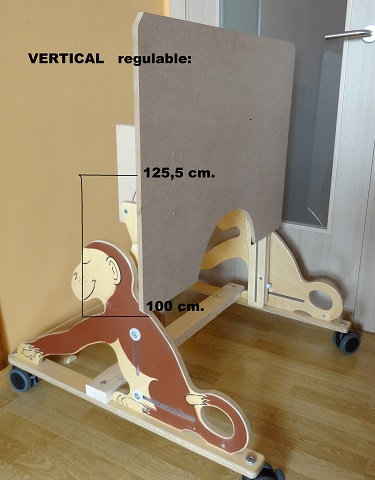 VERTICAL regulable:
125,5 cm.
100 cm.